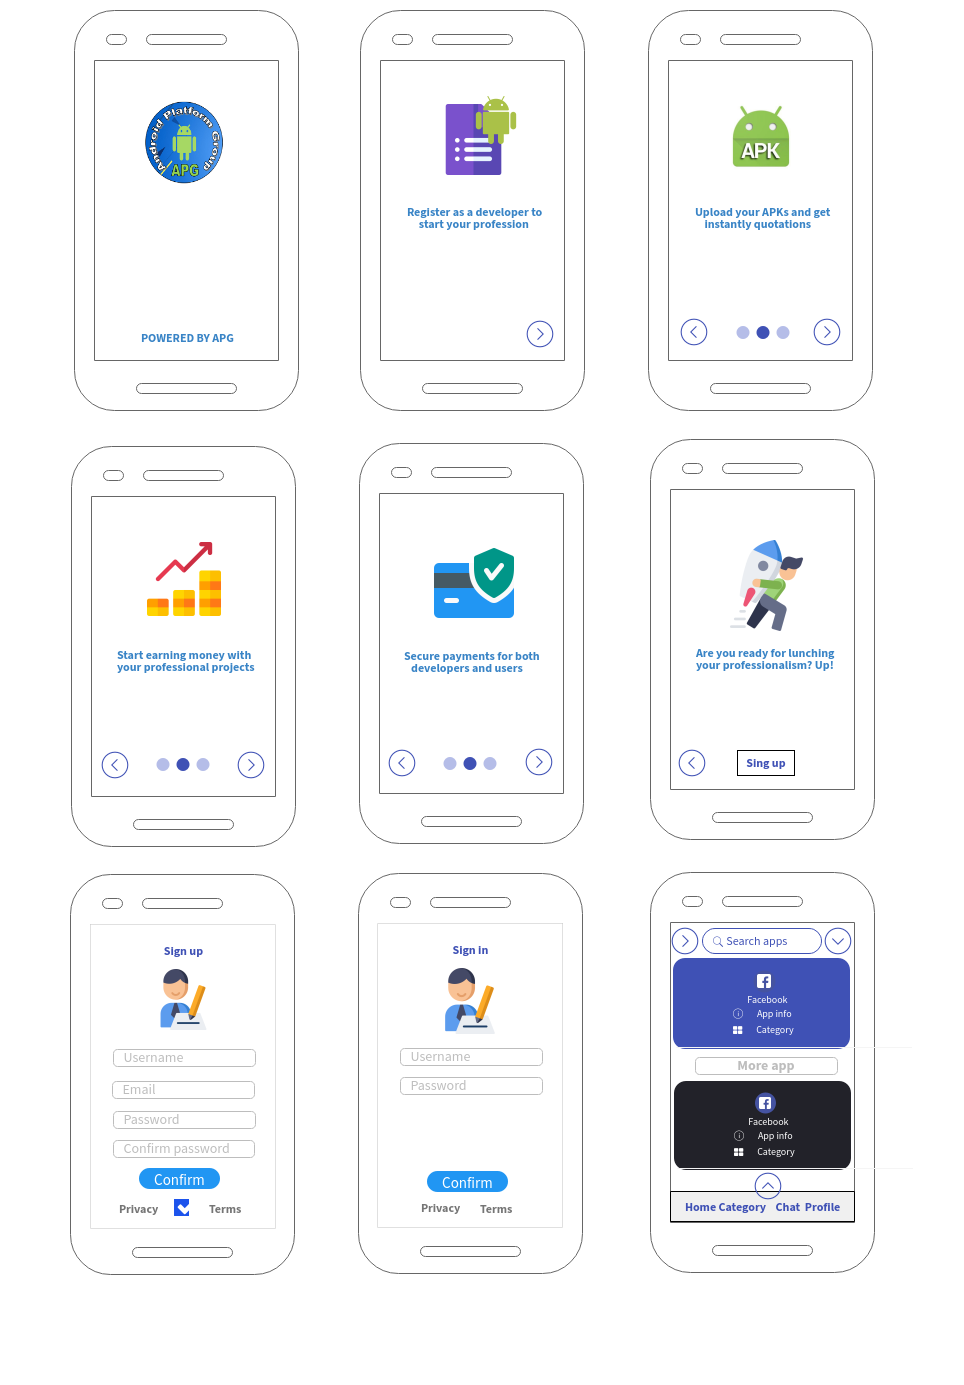 Android Platform Group
APG
POWERED BY APG
Register as a developer to
start your profession
APK
Upload your APKs and get
instantly quotations
Start earning money with
your professional projects
Secure payments for both
developers and users
Are you ready for lunching
your professionalism? Up!
Sing up
Sign up
Username
Email
Password
Confirm password
Confirm
Privacy
Terms
Sign in
Username
Password
Confirm
Privacy
Terms
Search apps
Facebook
App info
Category
More app
Facebook
App info
Category
Home Category Chat Profile